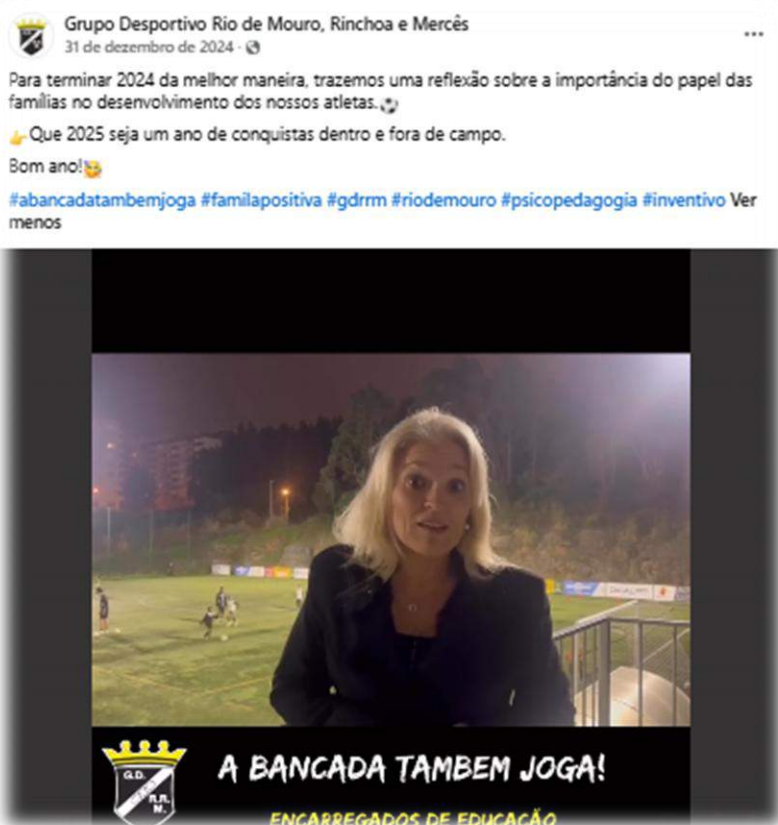 Grupo Desportivo Rio de Mouro, Rinchoa e Mercês
31 de dezembro de 2024 ·
Para terminar 2024 da melhor maneira, trazemos uma reflexão sobre a importância do papel das
famílias no desenvolvimento dos nossos atletas.⚽
👉Que 2025 seja um ano de conquistas dentro e fora de campo.
Bom ano!🥳
#abancadatambemjoga #familapositiva #gdrrm #riodemouro #psicopedagogia #inventivo Ver
menos
G.D.
R.R.
M.
A BANCADA TAMBEM JOGA!
ENCARREGADOS DE EDUCAÇÃO